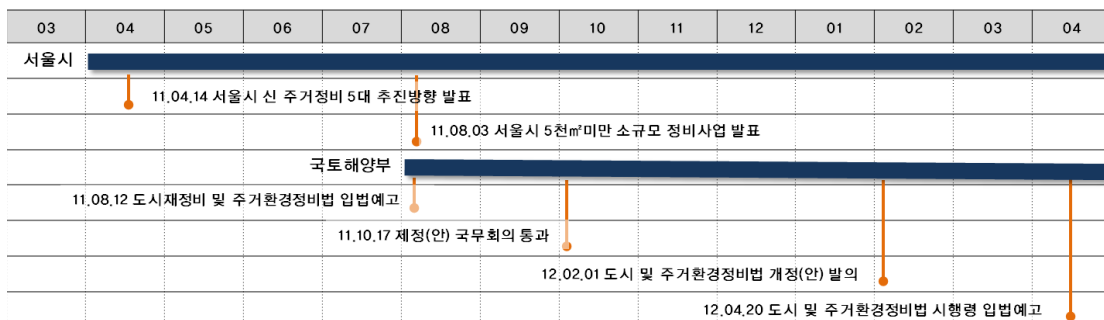 03 04 05 06 07 08 09 10 11 12 01 02 03 04
서울시
11.04.14 서울시 신 주거정비 5대 추진방향 발표
11.08.03 서울시 5천㎡미만 소규모 정비사업 발표
국토해양부
11.08.12 도시재정비 및 주거환경정비법 입법예고
11.10.17 제정(안) 국무회의 통과
12.02.01 도시 및 주거환경정비법 개정(안) 발의
12.04.20 도시 및 주거환경정비법 시행령 입법예고